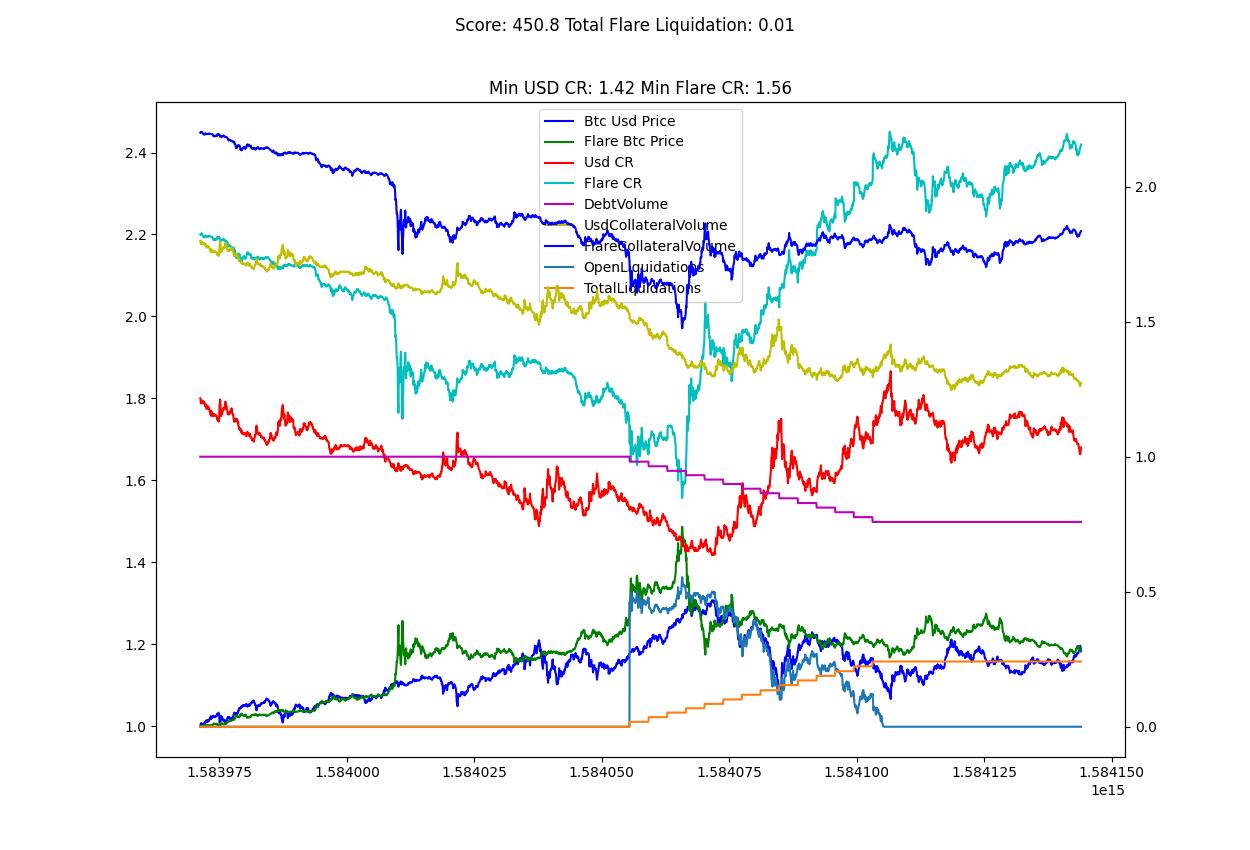 Score: 450.8 Total Flare Liquidation: 0.01
Min USD CR: 1.42 Min Flare CR: 1.56
Btc Usd Price
Flare Btc Price
Usd CR
Flare CR
DebtVolume
UsdCollateralVolume
FlareCollateralVolume
OpenLiquidations
TotalLiquidations
2.4
2.2
2.0
1.8
1.6
1.4
1.2
1.0
2.0
1.5
1.0
0.5
0.0
1.583975 1.584000 1.584025 1.584050 1.584075 1.584100 1.584125 1.584150
1e15